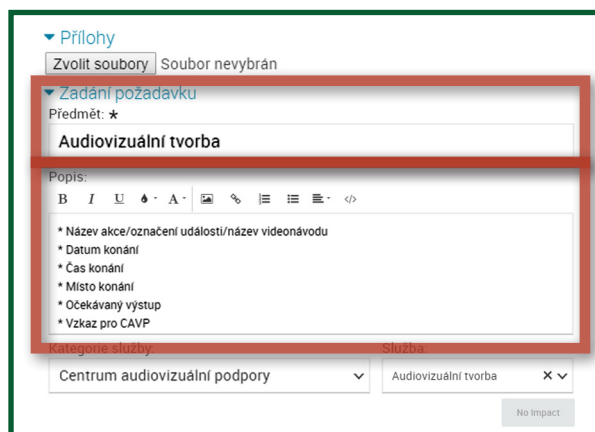 Přílohy
Zvolit soubory Soubor nevybrán
Zadání požadavku
Předmět: *
Audiovizuální tvorba
Popis:
B I U A
* Název akce/označení události/název videonávodu
* Datum konání
* Čas konání
* Místo konání
* Očekávaný výstup
* Vzkaz pro CAVP
Kategorie služby: Služba:
Centrum audiovizuální podpory Audiovizuální tvorba
No Impact